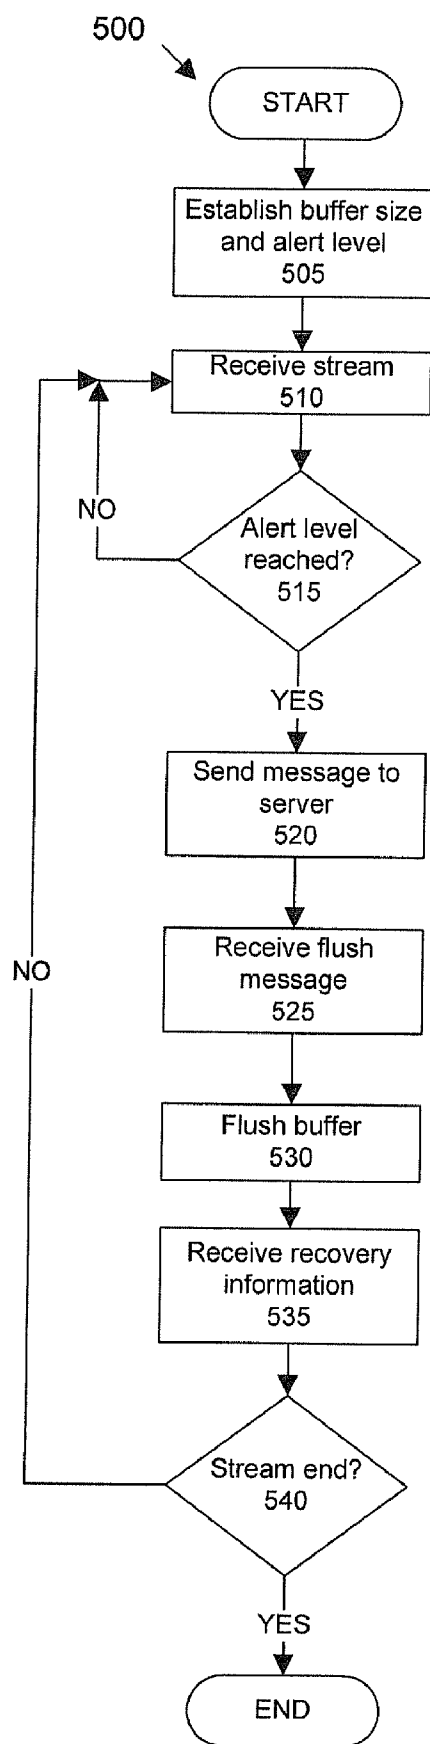 500
START
Establish buffer size
and alert level
505
Receive stream
510
NO
Alert level
reached?
515
YES
Send message to
server
520
Receive flush
message
525
NO
Flush buffer
530
Receive recovery
information
535
Stream end?
540
YES
END